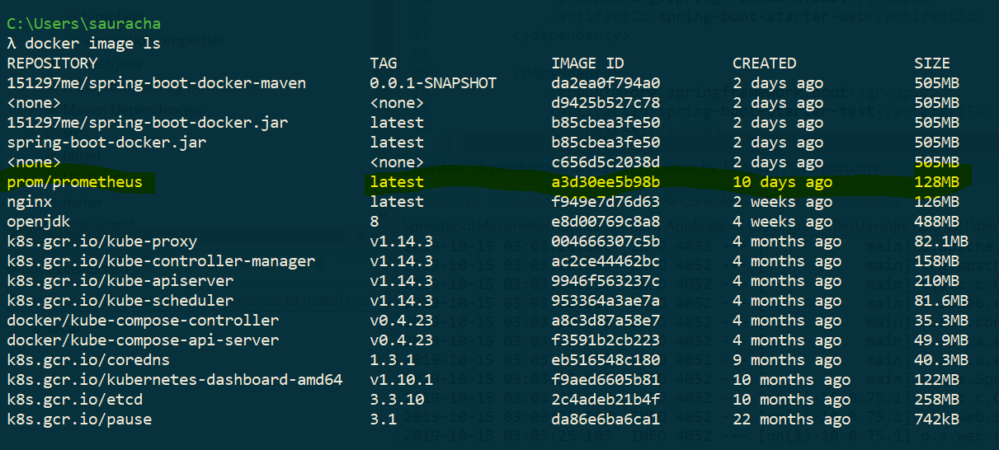 C:\Users\sauracha
λ docker image ls
REPOSITORY TAG IMAGE ID CREATED SIZE
151297me/spring-boot-docker-maven 0.0.1-SNAPSHOT da2ea0f794a0 2 days ago 505MB
<none> <none> d9425b527c78 2 days ago 505MB
151297me/spring-boot-docker.jar latest b85cbea3fe50 2 days ago 505MB
spring-boot-docker.jar latest b85cbea3fe50 2 days ago 505MB
<none> <none> c656d5c2038d 2 days ago 505MB
prom/prometheus latest a3d30ee5b98b 10 days ago 128MB
nginx latest f949e7d76d63 2 weeks ago 126MB
openjdk 8 e8d00769c8a8 4 weeks ago 488MB
k8s.gcr.io/kube-proxy v1.14.3 004666307c5b 4 months ago 82.1MB
k8s.gcr.io/kube-controller-manager v1.14.3 ac2ce44462bc 4 months ago 158MB
k8s.gcr.io/kube-apiserver v1.14.3 9946f563237c 4 months ago 210MB
k8s.gcr.io/kube-scheduler v1.14.3 953364a3ae7a 4 months ago 81.6MB
docker/kube-compose-controller v0.4.23 a8c3d87a58e7 4 months ago 35.3MB
docker/kube-compose-api-server v0.4.23 f3591b2cb223 4 months ago 49.9MB
k8s.gcr.io/coredns 1.3.1 eb516548c180 9 months ago 40.3MB
k8s.gcr.io/kubernetes-dashboard-amd64 v1.10.1 f9aed6605b81 10 months ago 122MB
k8s.gcr.io/etcd 3.3.10 2c4adeb21b4f 10 months ago 258MB
k8s.gcr.io/pause 3.1 da86e6ba6ca1 22 months ago 742kB